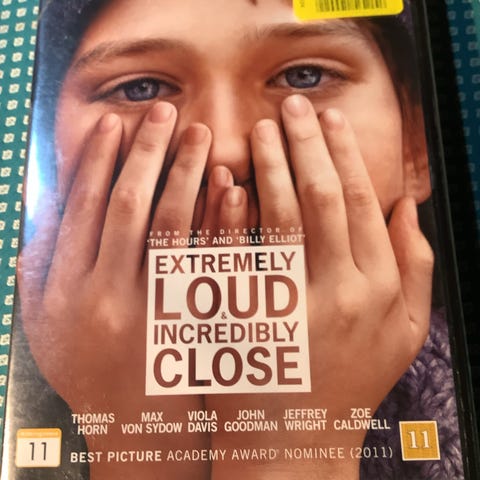 FROM THE DIRECTOR OF
'THE HOURS' AND 'BILLY ELLIOT'
EXTREMELY
LOUD
&
INCREDIBLY
CLOSE
THOMAS HORN
MAX VON SYDOW
VIOLA DAVIS
JOHN GOODMAN
JEFFREY WRIGHT
ZOE CALDWELL
11
BEST PICTURE ACADEMY AWARD® NOMINEE (2011)
11